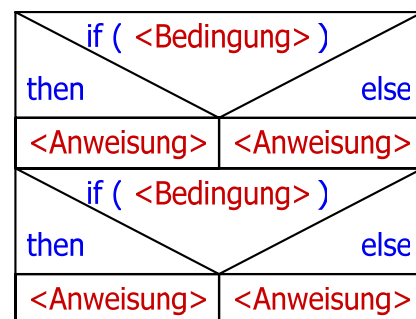 if ( <Bedingung> )
then else
<Anweisung> <Anweisung>
if ( <Bedingung> )
then else
<Anweisung> <Anweisung>